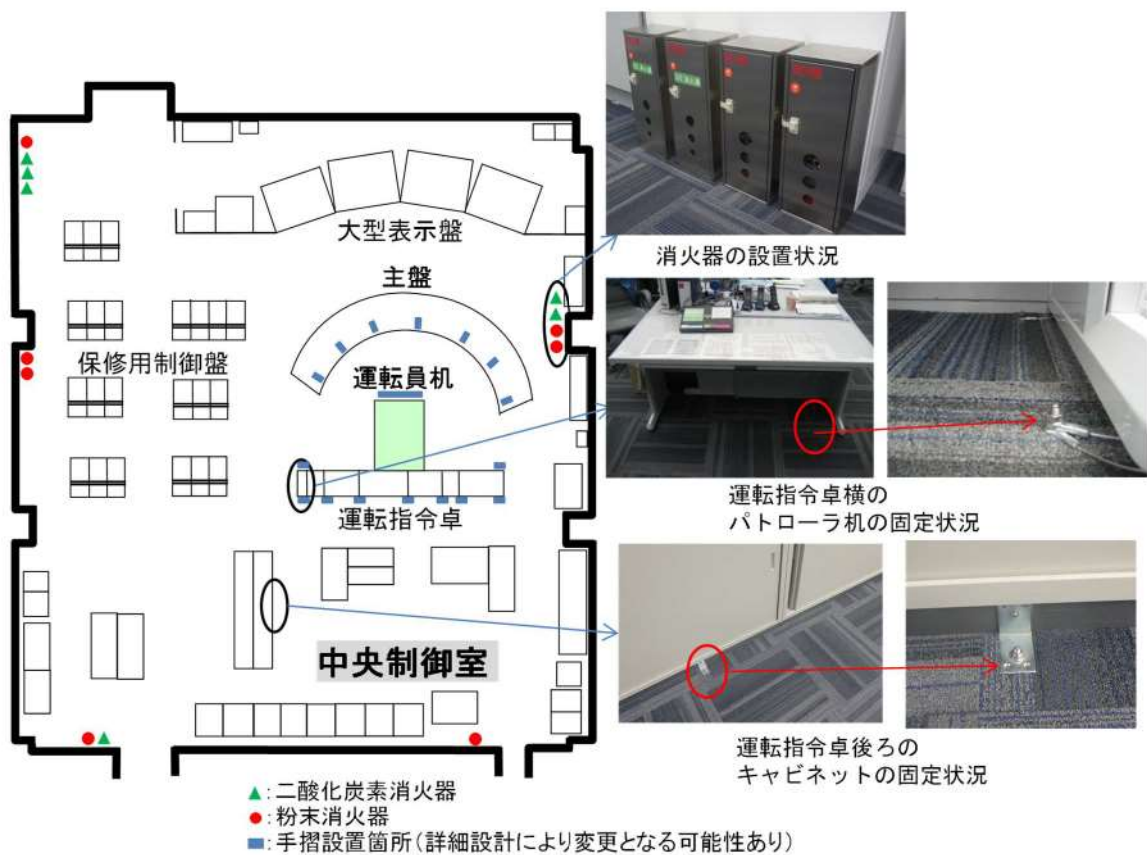 消火器の設置状況
大型表示盤
主盤
保修用制御盤
運転員机
運転指令卓
運転指令卓横の
パトローラ机の固定状況
中央制御室
運転指令卓後ろの
キャビネットの固定状況
▲:二酸化炭素消火器
●:粉末消火器
■:手摺設置箇所(詳細設計により変更となる可能性あり)